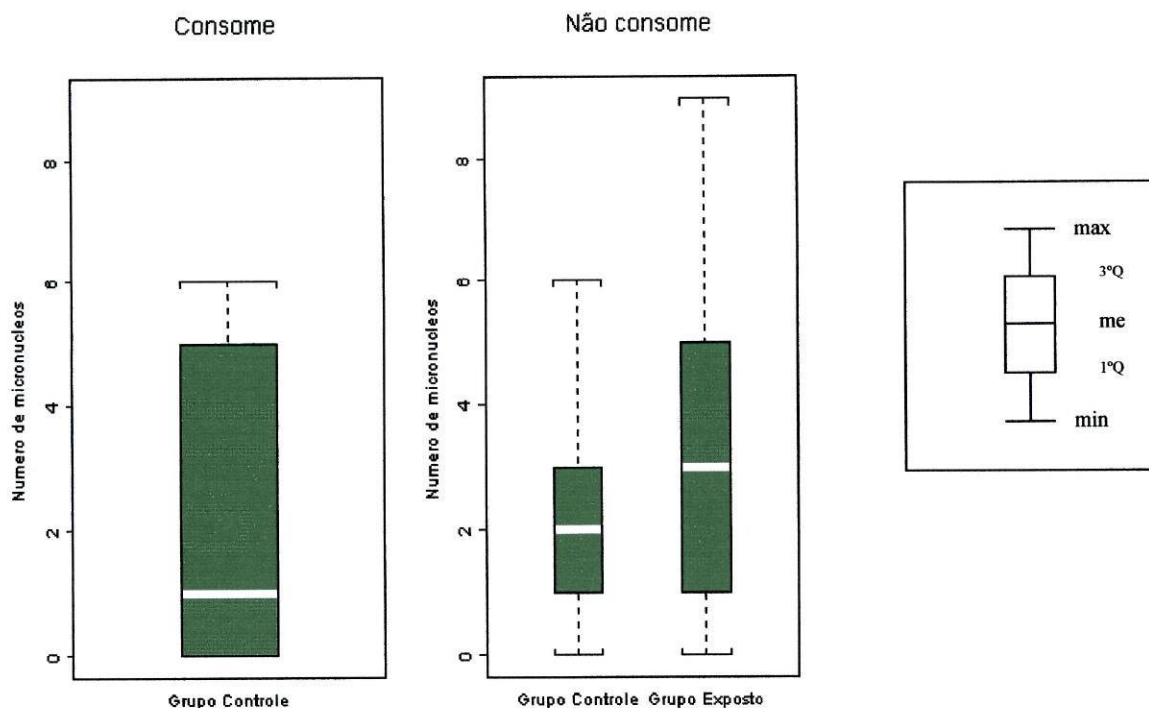 Consome
Não consome
Numero de micronucleos
0
2
4
6
8
Grupo Controle
Numero de micronucleos
0
2
4
6
8
Grupo Controle
Grupo Exposto
max
3ºQ
me
1ºQ
min